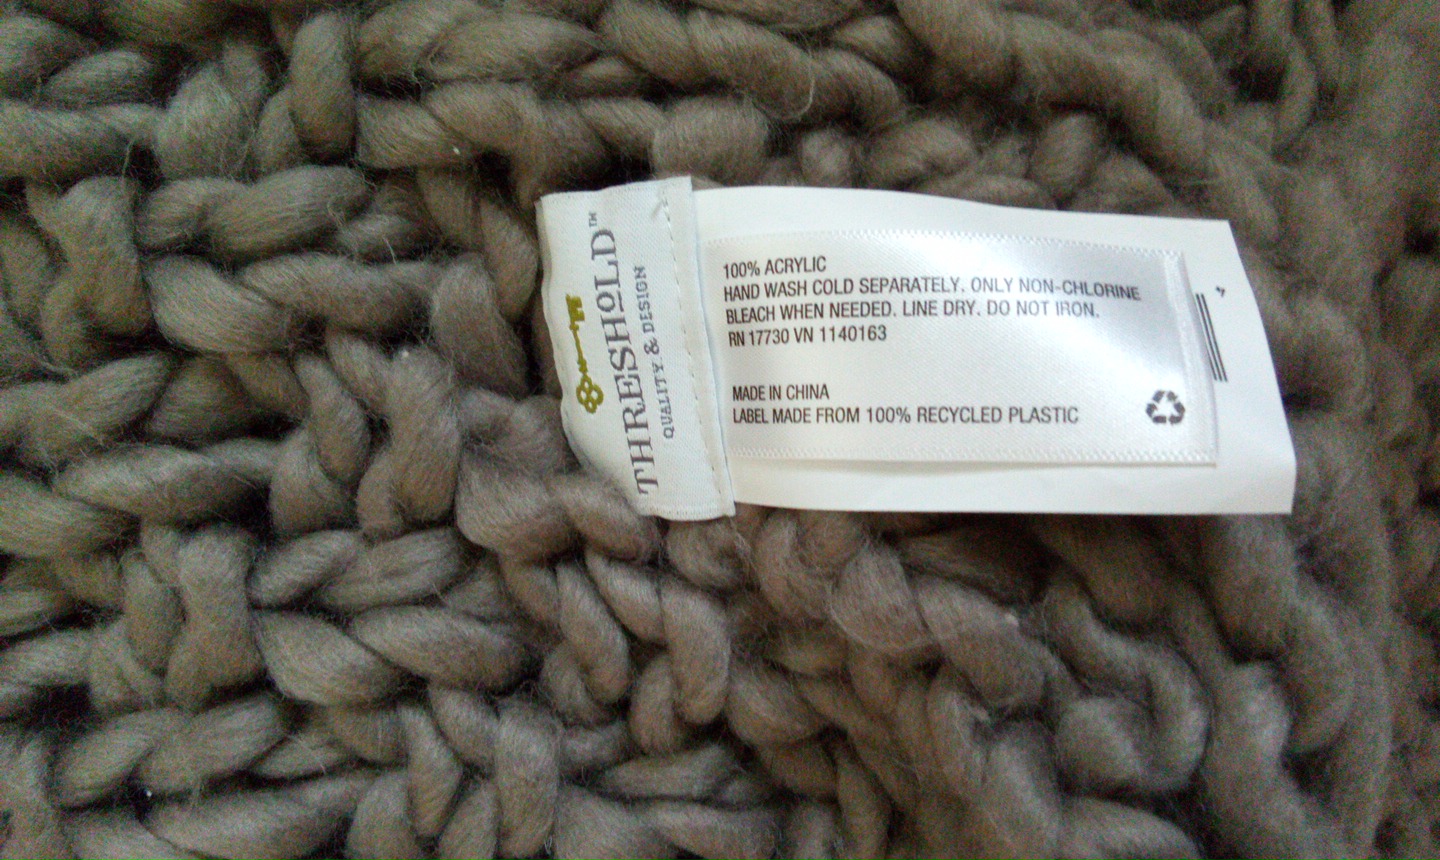 THRESHOLD™
QUALITY & DESIGN
100% ACRYLIC
HAND WASH COLD SEPARATELY. ONLY NON-CHLORINE
BLEACH WHEN NEEDED. LINE DRY. DO NOT IRON.
RN 17730 VN 1140163
MADE IN CHINA
LABEL MADE FROM 100% RECYCLED PLASTIC